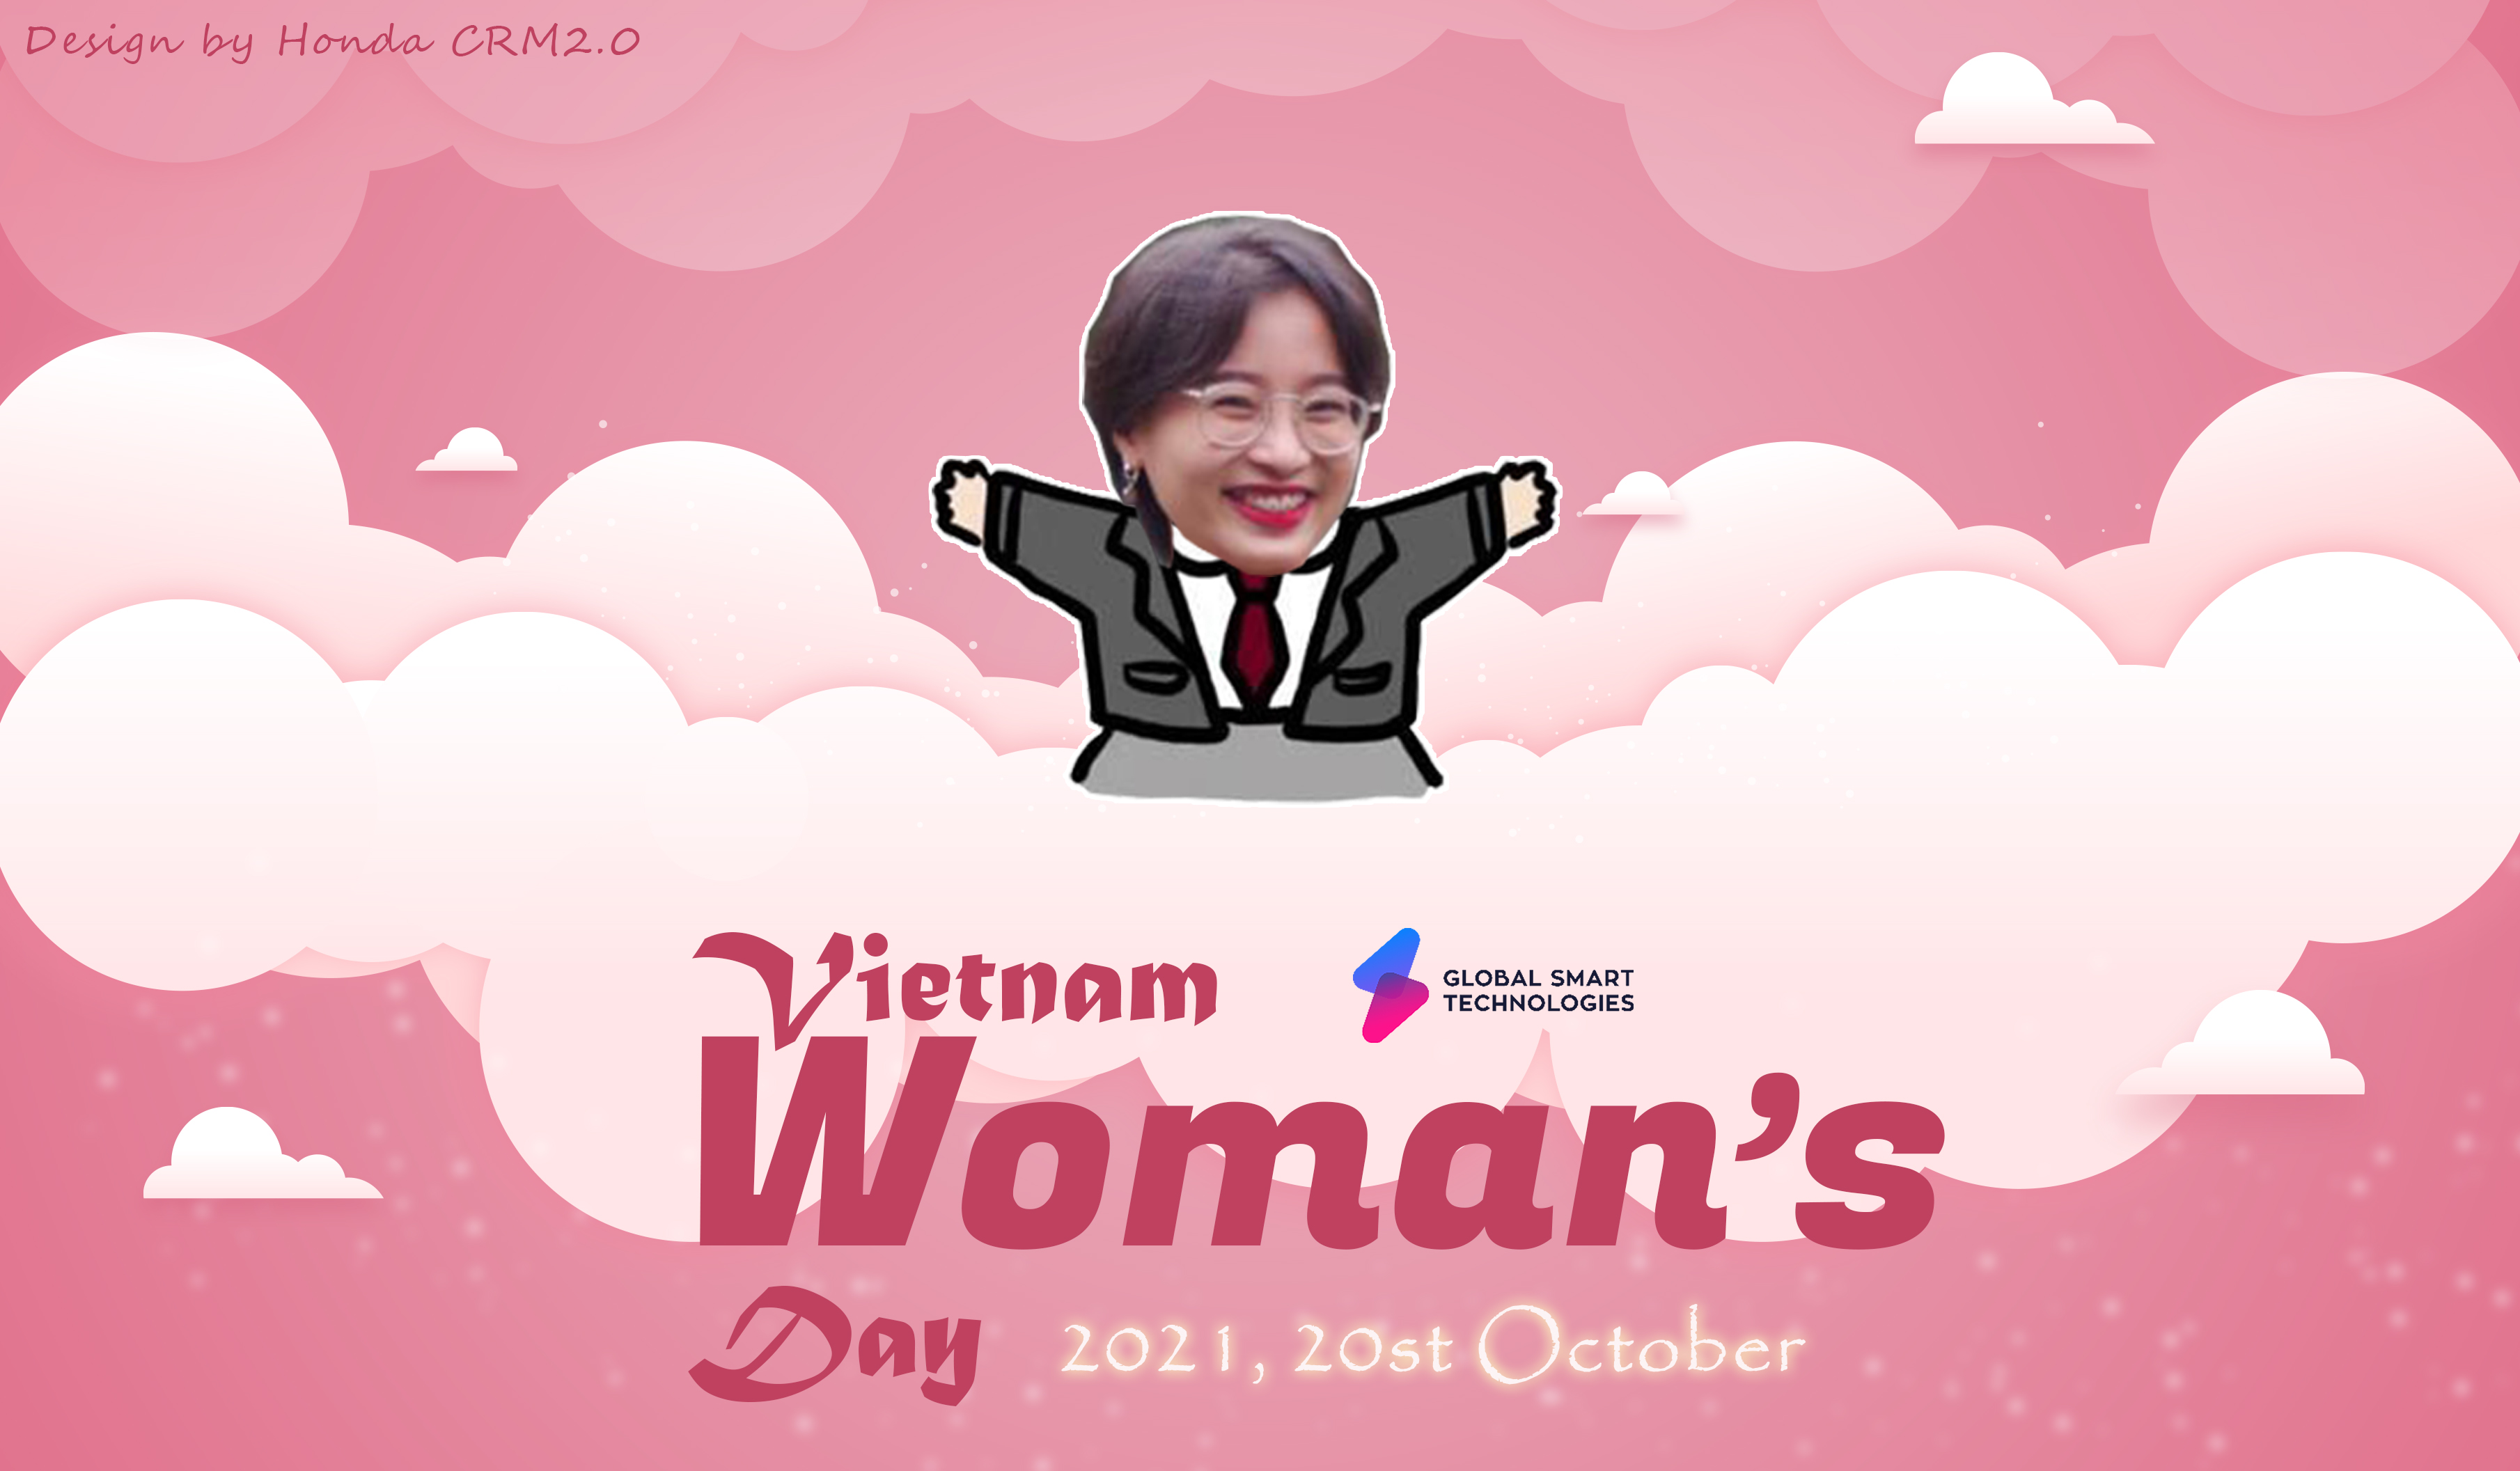 Design by Honda CRM2.0
Vietnam
GLOBAL SMART
TECHNOLOGIES
Woman's
Day
2021, 20st October